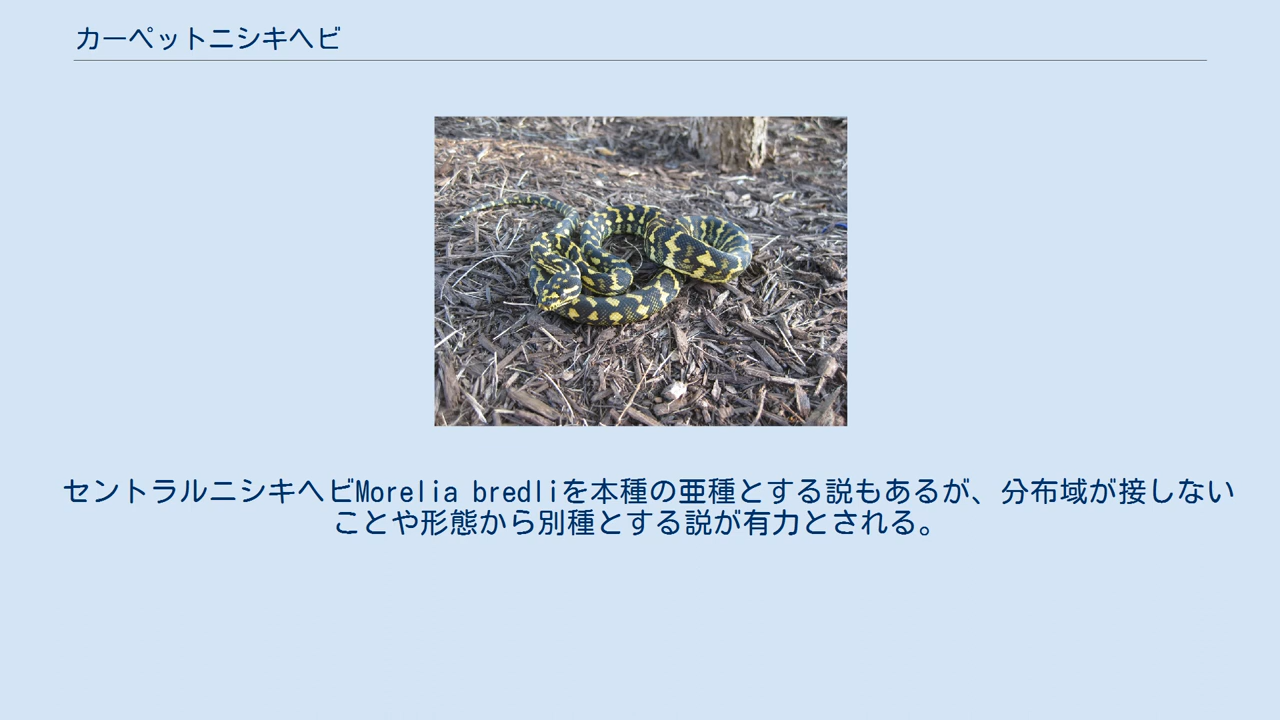 カーペットニシキヘビ
セントラルニシキヘビMorelia bredliを本種の亜種とする説もあるが、分布域が接しない
ことや形態から別種とする説が有力とされる。